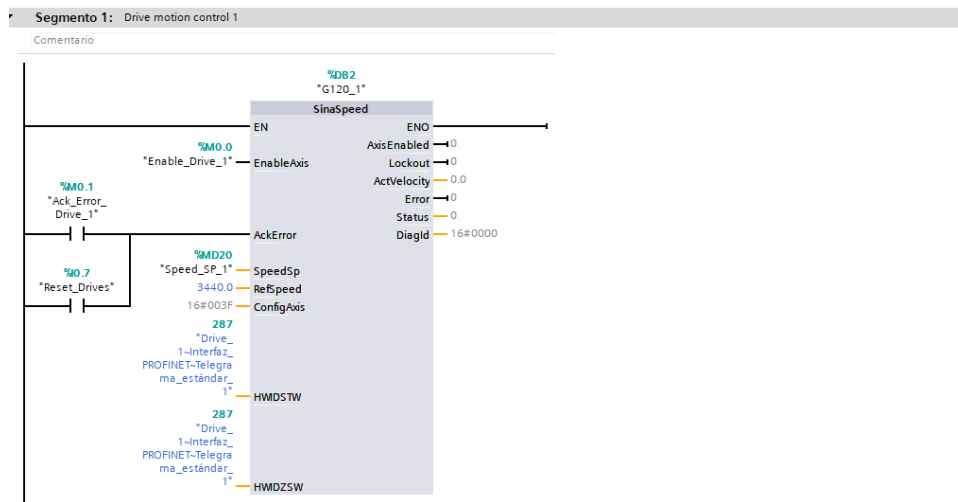 Segmento 1: Drive motion control 1
Comentario
%DB2
"G120_1"
SinaSpeed
EN
ENO
AxisEnabled
0
%M0.0
"Enable_Drive_1"
EnableAxis
Lockout
0
ActVelocity
0.0
%M0.1
"Ack_Error_
Drive_1"
Error
0
Status
0
AckError
DiagId
16#0000
%MD20
"Speed_SP_1"
SpeedSp
%I0.7
"Reset_Drives"
3440.0
RefSpeed
16#003F
ConfigAxis
287
"Drive_
1~Interfaz_
PROFINET~Telegra
ma_estándar_
1"
HWIDSTW
287
"Drive_
1~Interfaz_
PROFINET~Telegra
ma_estándar_
1"
HWIDZSW